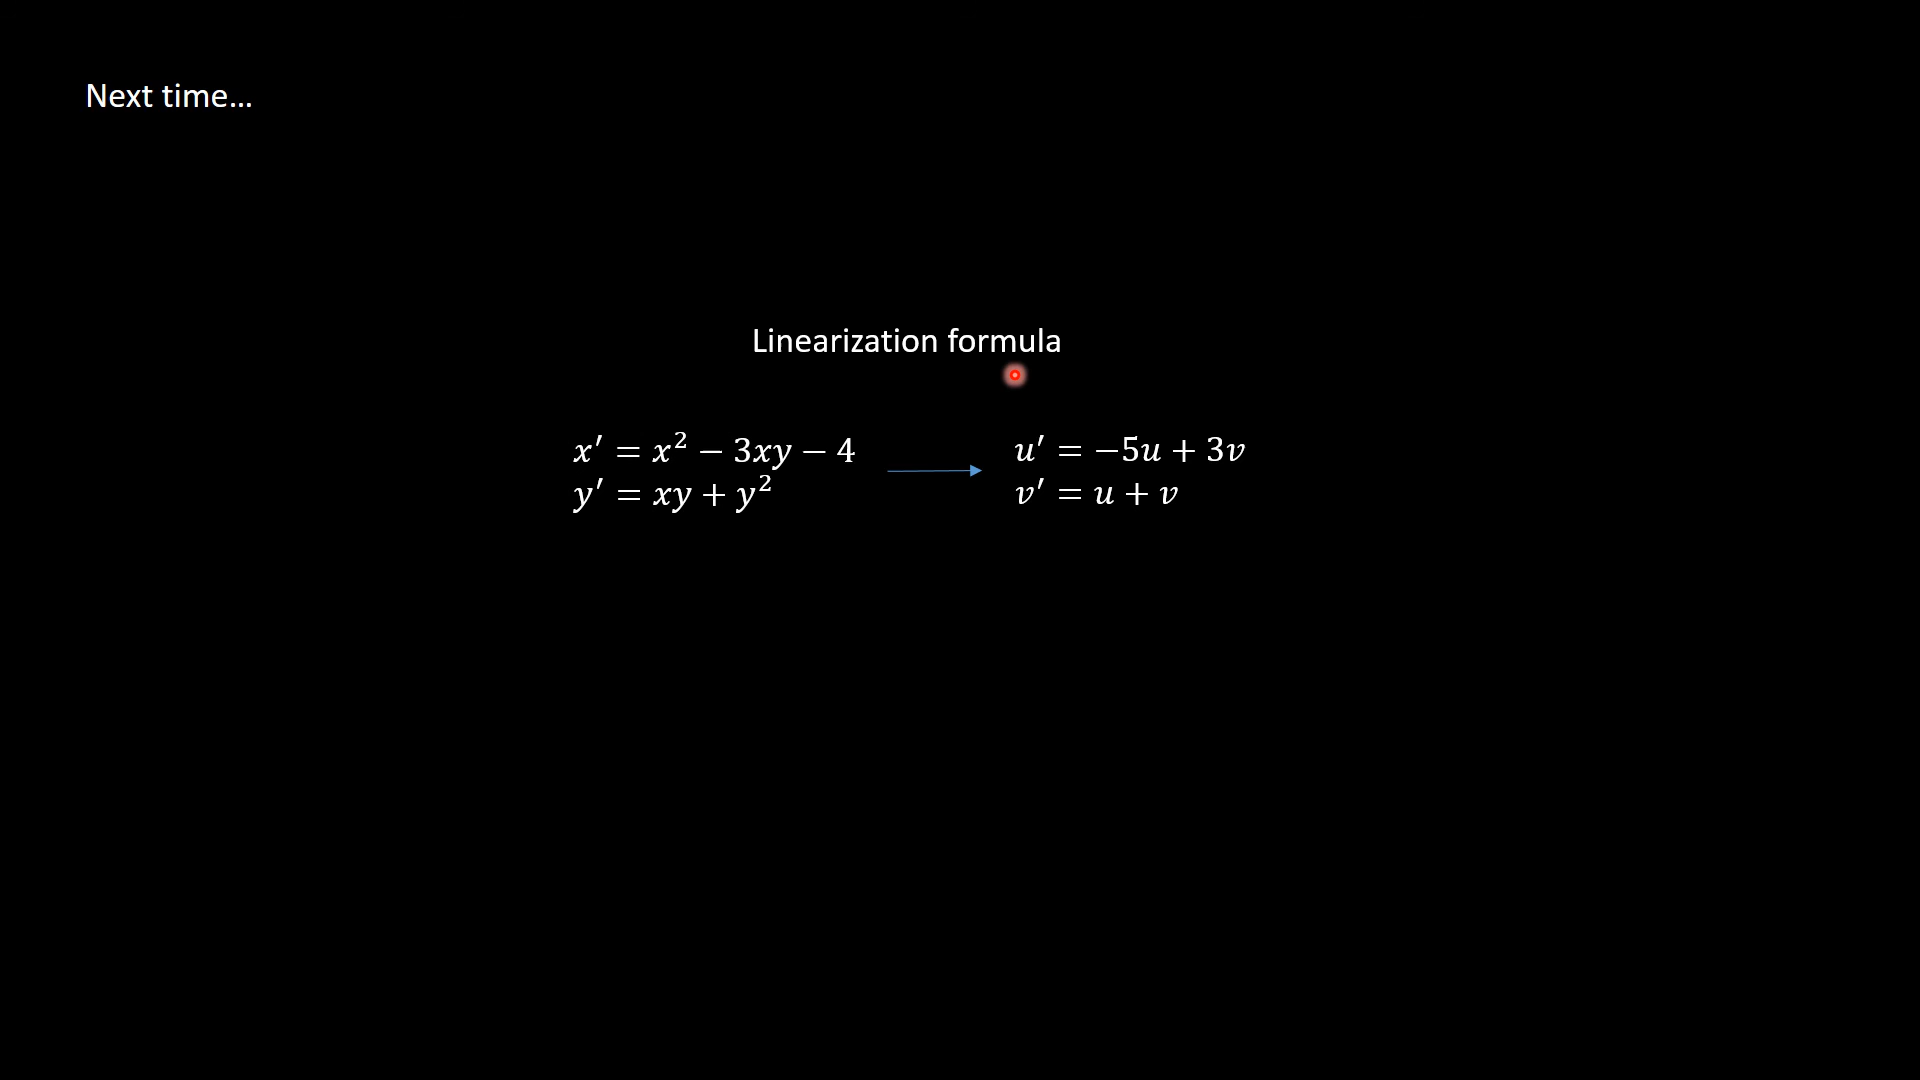 Next time...
Linearization formula
x′ = x² − 3xy − 4
y′ = xy + y²
u′ = −5u + 3v
v′ = u + v